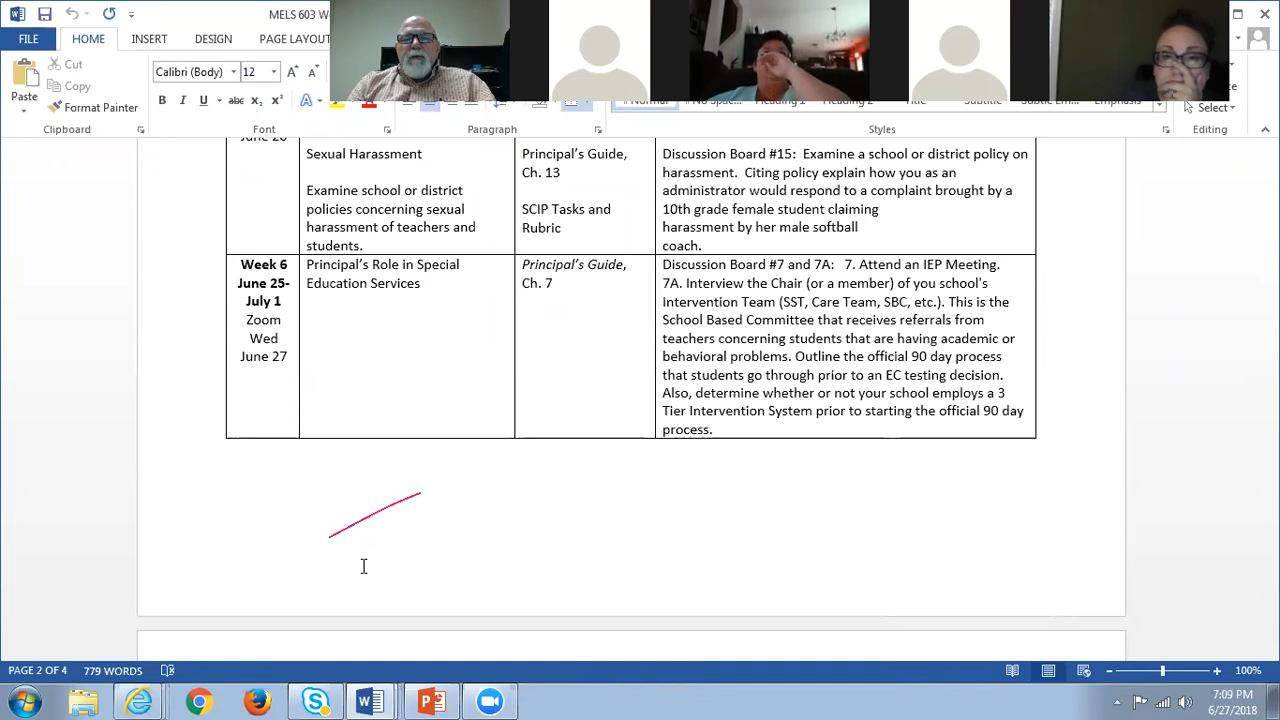 MELS 603 W
FILE
HOME
INSERT
DESIGN
PAGE LAYOUT
Paste
Cut
Copy
Format Painter
Calibri (Body)
12
Select
Clipboard
Font
Paragraph
Styles
Editing
Sexual Harassment
Examine school or district
policies concerning sexual
harassment of teachers and
students.
Principal's Guide,
Ch. 13
SCIP Tasks and
Rubric
Discussion Board #15:  Examine a school or district policy on
harassment.  Citing policy explain how you as an
administrator would respond to a complaint brought by a
10th grade female student claiming
harassment by her male softball
coach.
Week 6
June 25-
July 1
Zoom
Wed
June 27
Principal's Role in Special
Education Services
Principal's Guide,
Ch. 7
Discussion Board #7 and 7A:   7. Attend an IEP Meeting.
7A. Interview the Chair (or a member) of you school's
Intervention Team (SST, Care Team, SBC, etc.). This is the
School Based Committee that receives referrals from
teachers concerning students that are having academic or
behavioral problems. Outline the official 90 day process
that students go through prior to an EC testing decision.
Also, determine whether or not your school employs a 3
Tier Intervention System prior to starting the official 90 day
process.
PAGE 2 OF 4
779 WORDS
100%
7:09 PM
6/27/2018